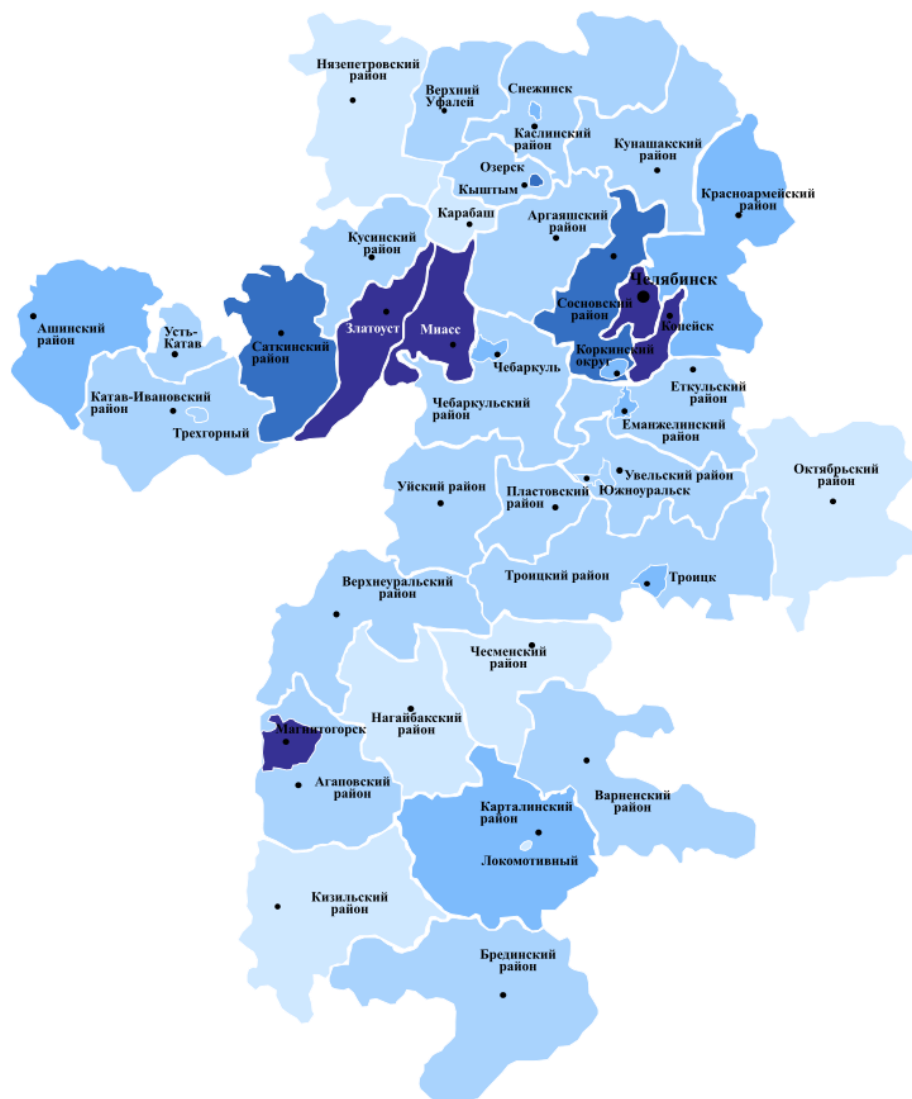 Нязепетровский
район
Верхний
Уфалей
Снежинск
Каслинский
район
Кунашакский
район
Озерск
Кыштым
Красноармейский
район
Карабаш
Аргаяшский
район
Кусинский
район
Челябинск
Сосновский
район
Копейск
Ашинский
район
Усть-
Катав
Саткинский
район
Златоуст
Миасс
Чебаркуль
Коркинский
округ
Еткульский
район
Катав-Ивановский
район
Трехгорный
Чебаркульский
район
Еманжелинский
район
Октябрьский
район
Уйский район
Пластовский
район
Увельский район
Южноуральск
Верхнеуральский
район
Троицкий район
Троицк
Чесменский
район
Нагайбакский
район
Магнитогорск
Агаповский
район
Варненский
район
Карталинский
район
Локомотивный
Кизильский
район
Брединский
район